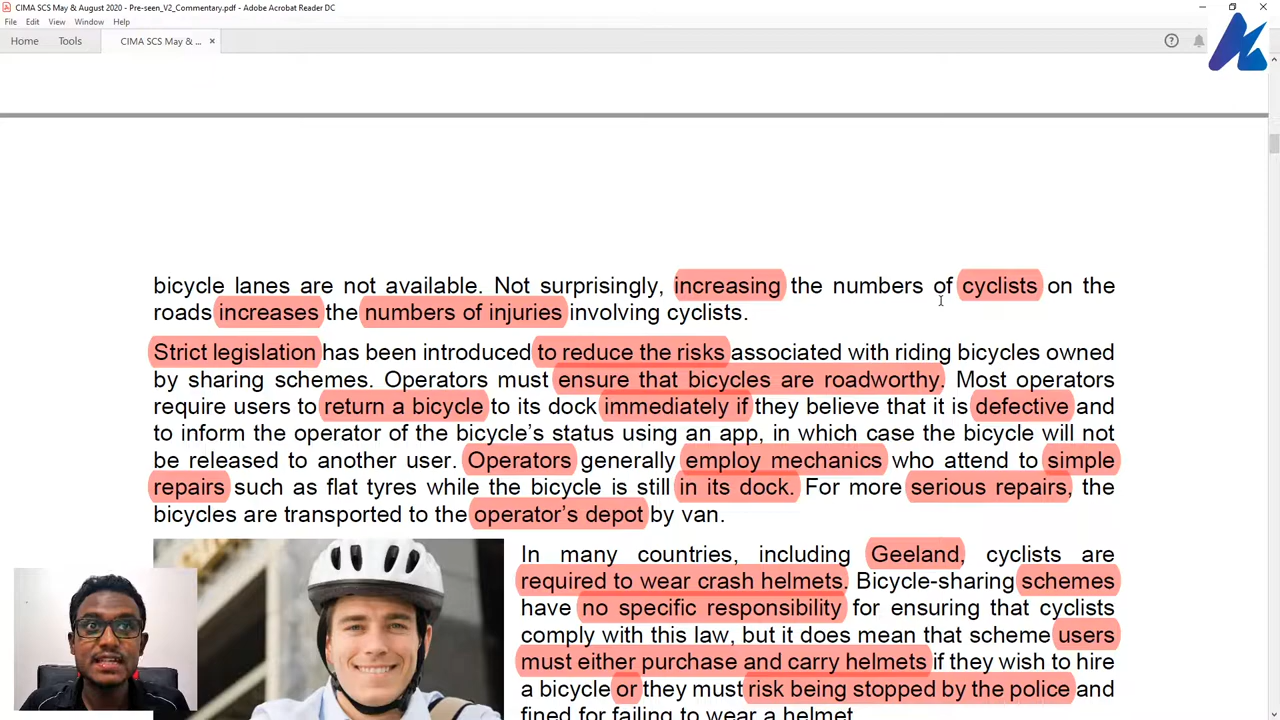 CIMA SCS May & August 2020 - Pre-seen_V2_Commentary.pdf - Adobe Acrobat Reader DC
File Edit View Window Help
Home Tools CIMA SCS May & ... ×
bicycle lanes are not available. Not surprisingly, increasing the numbers of cyclists on the
roads increases the numbers of injuries involving cyclists.
Strict legislation has been introduced to reduce the risks associated with riding bicycles owned
by sharing schemes. Operators must ensure that bicycles are roadworthy. Most operators
require users to return a bicycle to its dock immediately if they believe that it is defective and
to inform the operator of the bicycle’s status using an app, in which case the bicycle will not
be released to another user. Operators generally employ mechanics who attend to simple
repairs such as flat tyres while the bicycle is still in its dock. For more serious repairs, the
bicycles are transported to the operator’s depot by van.
In many countries, including Geeland, cyclists are
required to wear crash helmets. Bicycle-sharing schemes
have no specific responsibility for ensuring that cyclists
comply with this law, but it does mean that scheme users
must either purchase and carry helmets if they wish to hire
a bicycle or they must risk being stopped by the police and
fined for failing to wear a helmet.